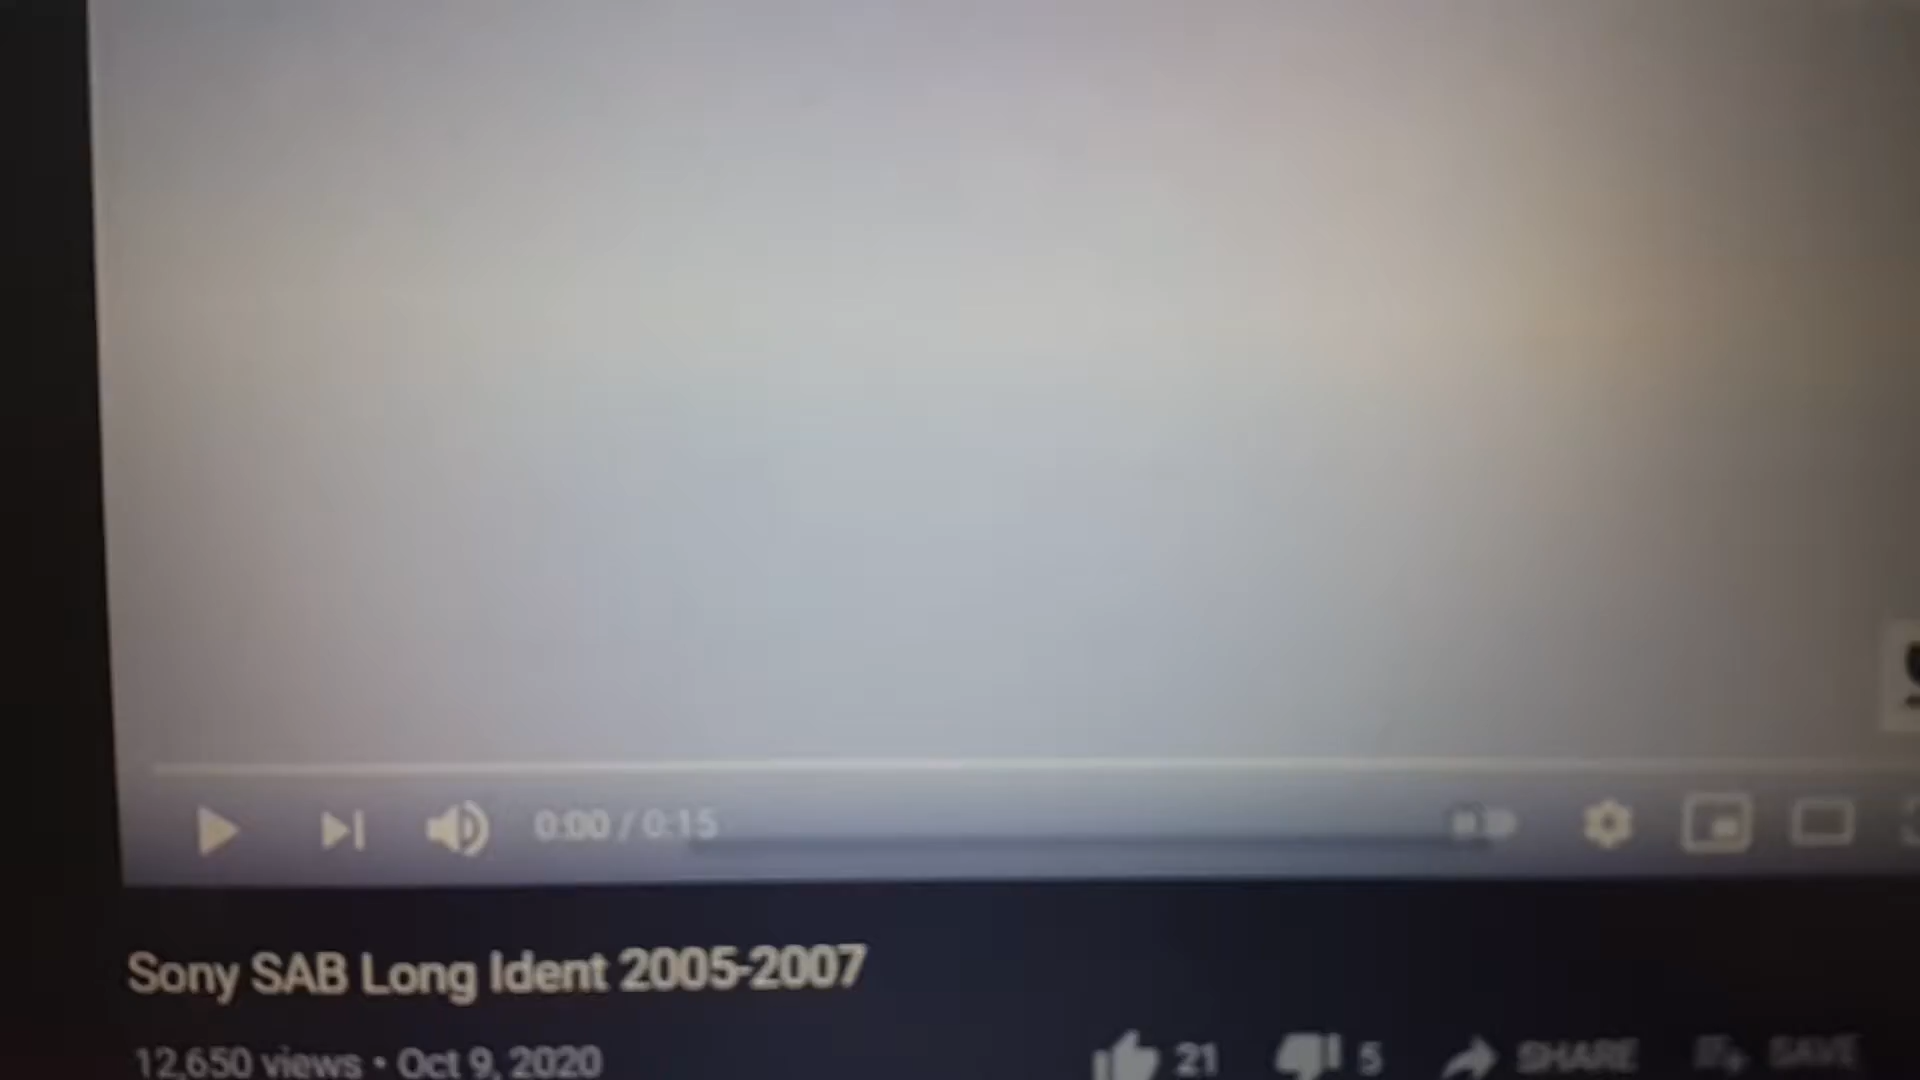 0:00 / 0:15
Sony SAB Long Ident 2005-2007
12,650 views • Oct 9, 2020
21
5
SHARE
SAVE